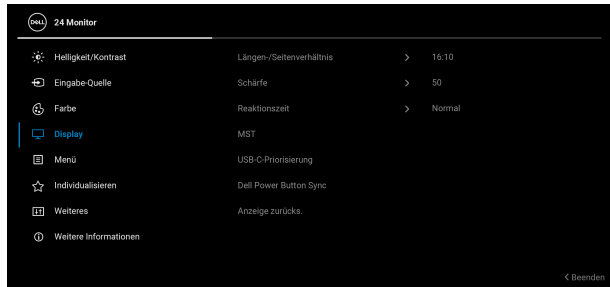 DELL 24 Monitor
Helligkeit/Kontrast Längen-/Seitenverhältnis > 16:10
Eingabe-Quelle Schärfe > 50
Farbe Reaktionszeit > Normal
Display MST
Menü USB-C-Priorisierung
Individualisieren Dell Power Button Sync
Weiteres Anzeige zurücks.
Weitere Informationen
< Beenden